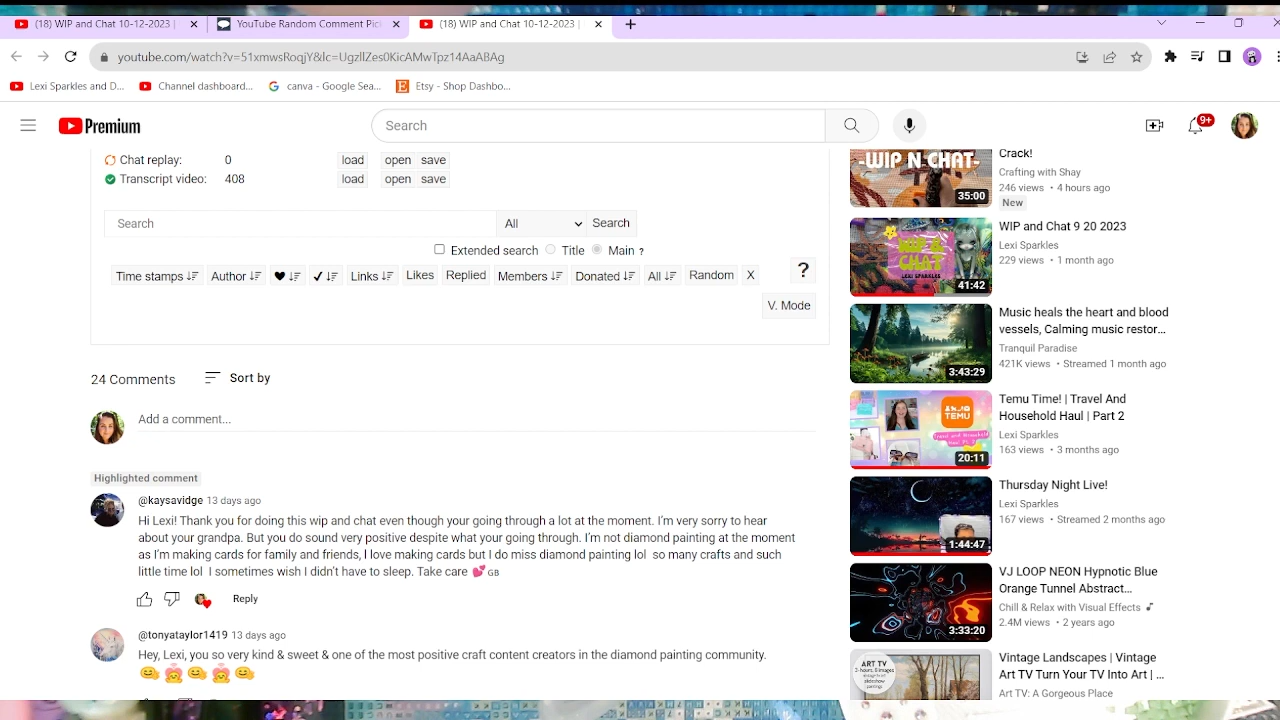 (18) WIP and Chat 10-12-2023 |
YouTube Random Comment Pic
(18) WIP and Chat 10-12-2023 |
youtube.com/watch?v=51xmwsRoqjY&lc=UgzllZes0KicAMwTpz14AaABAg
Lexi Sparkles and D...
Channel dashboard...
canva - Google Sea...
Etsy - Shop Dashbo...
Premium
Search
9+
Chat replay: 0 load open save
Transcript video: 408 load open save
Search All Search
Extended search Title Main ?
Time stamps Author Links Likes Replied Members Donated All Random X ?
V. Mode
24 Comments Sort by
Add a comment...
Highlighted comment
@kaysavidge 13 days ago
Hi Lexi! Thank you for doing this wip and chat even though your going through a lot at the moment. I'm very sorry to hear
about your grandpa. But you do sound very positive despite what your going through. I'm not diamond painting at the moment
as I'm making cards for family and friends, I love making cards but I do miss diamond painting lol so many crafts and such
little time lol I sometimes wish I didn't have to sleep. Take care 💕 GB
Reply
@tonyataylor1419 13 days ago
Hey, Lexi, you so very kind & sweet & one of the most positive craft content creators in the diamond painting community.
-WIP N CHAT-
35:00
Crack!
Crafting with Shay
246 views • 4 hours ago
New
WIP &
CHAT
LEXI SPARKLES
41:42
WIP and Chat 9 20 2023
Lexi Sparkles
229 views • 1 month ago
3:43:29
Music heals the heart and blood
vessels, Calming music restor...
Tranquil Paradise
421K views • Streamed 1 month ago
TEMU
Travel and Household
Haul Pt. 2
20:11
Temu Time! | Travel And
Household Haul | Part 2
Lexi Sparkles
163 views • 3 months ago
1:44:47
Thursday Night Live!
Lexi Sparkles
167 views • Streamed 2 months ago
3:33:20
VJ LOOP NEON Hypnotic Blue
Orange Tunnel Abstract...
Chill & Relax with Visual Effects
2.4M views • 2 years ago
ART TV
Vintage Landscapes | Vintage
Art TV Turn Your TV Into Art | ...
Art TV: A Gorgeous Place